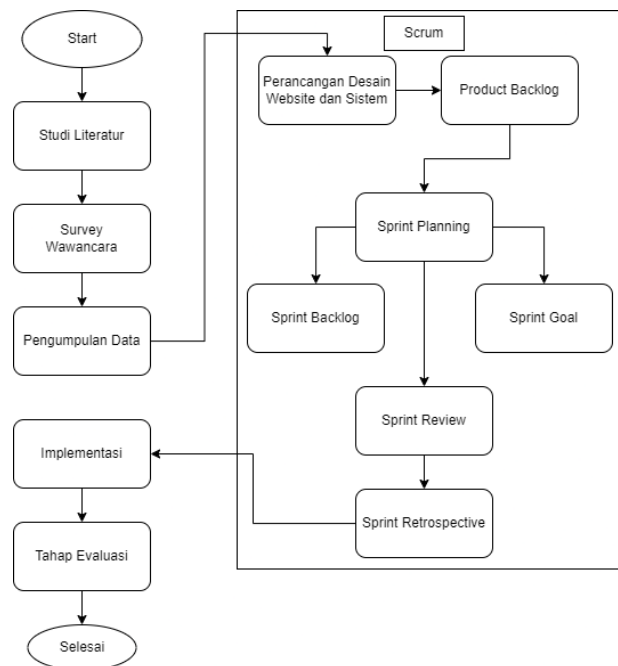 Start
Studi Literatur
Survey
Wawancara
Pengumpulan Data
Scrum
Perancangan Desain
Website dan Sistem
Product Backlog
Sprint Planning
Sprint Backlog
Sprint Goal
Sprint Review
Sprint Retrospective
Implementasi
Tahap Evaluasi
Selesai